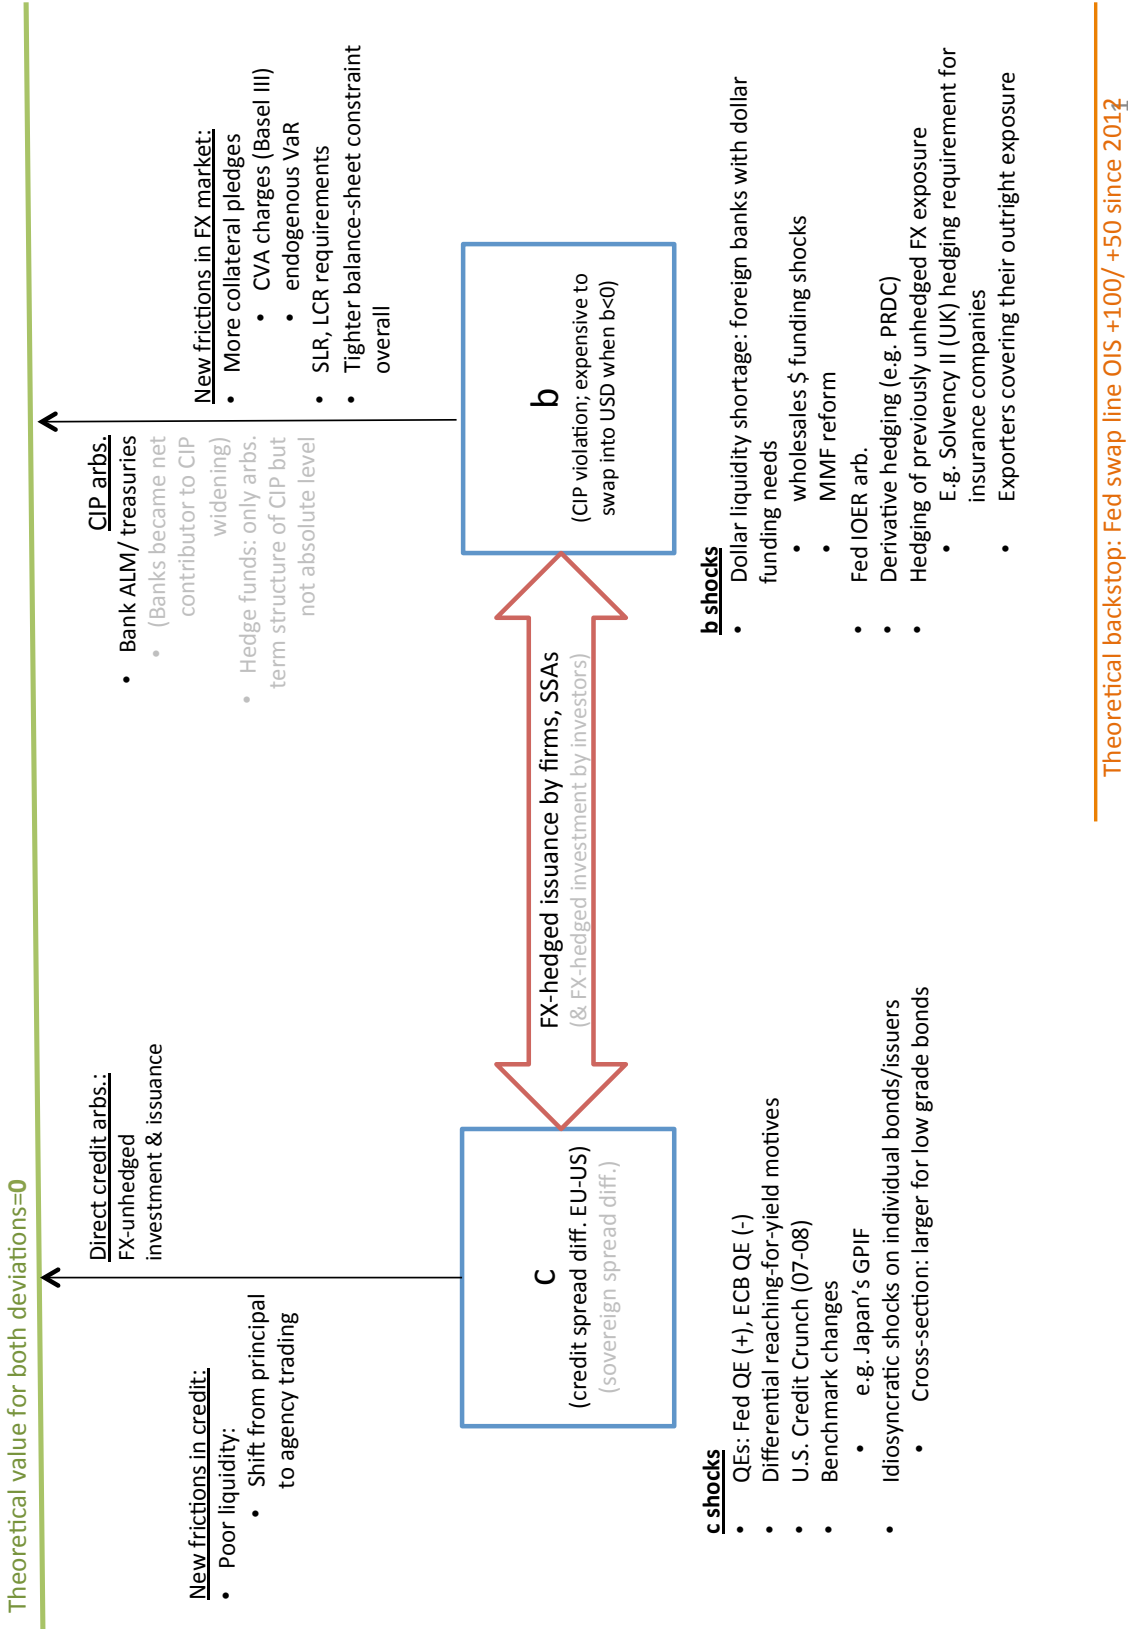 Theoretical value for both deviations=0
New frictions in credit:
• Poor liquidity:
• Shift from principal
to agency trading
Direct credit arbs.:
FX-unhedged
investment & issuance
CIP arbs.
• Bank ALM/ treasuries
• (Banks became net
contributor to CIP
widening)
• Hedge funds: only arbs.
term structure of CIP but
not absolute level
New frictions in FX market:
• More collateral pledges
• CVA charges (Basel III)
• endogenous VaR
• SLR, LCR requirements
• Tighter balance-sheet constraint
overall
c
(credit spread diff. EU-US)
(sovereign spread diff.)
FX-hedged issuance by firms, SSAs
(& FX-hedged investment by investors)
b
(CIP violation; expensive to
swap into USD when b<0)
c shocks
• QEs: Fed QE (+), ECB QE (-)
• Differential reaching-for-yield motives
• U.S. Credit Crunch (07-08)
• Benchmark changes
• e.g. Japan's GPIF
• Idiosyncratic shocks on individual bonds/issuers
• Cross-section: larger for low grade bonds
b shocks
• Dollar liquidity shortage: foreign banks with dollar
funding needs
• wholesales $ funding shocks
• MMF reform
• Fed IOER arb.
• Derivative hedging (e.g. PRDC)
• Hedging of previously unhedged FX exposure
• E.g. Solvency II (UK) hedging requirement for
insurance companies
• Exporters covering their outright exposure
Theoretical backstop: Fed swap line OIS +100/ +50 since 2012
1